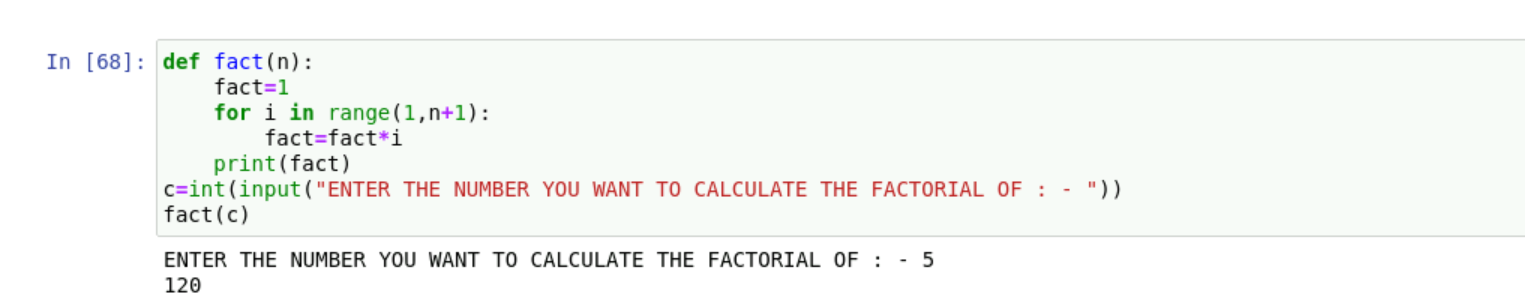 In [68]: def fact(n):
    fact=1
    for i in range(1,n+1):
        fact=fact*i
    print(fact)
c=int(input("ENTER THE NUMBER YOU WANT TO CALCULATE THE FACTORIAL OF : - "))
fact(c)
ENTER THE NUMBER YOU WANT TO CALCULATE THE FACTORIAL OF : - 5
120